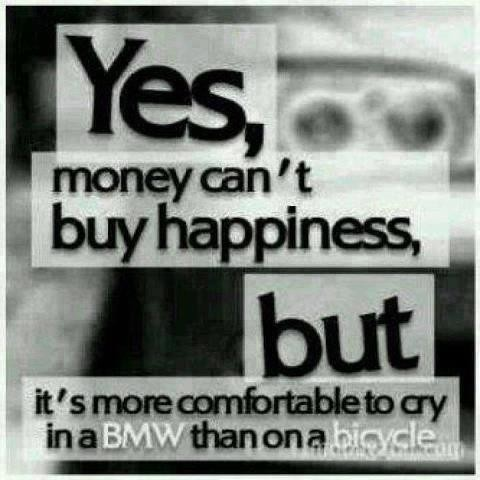 Yes,
money can't
buy happiness,
but
it's more comfortable to cry
in a BMW than on a bicycle